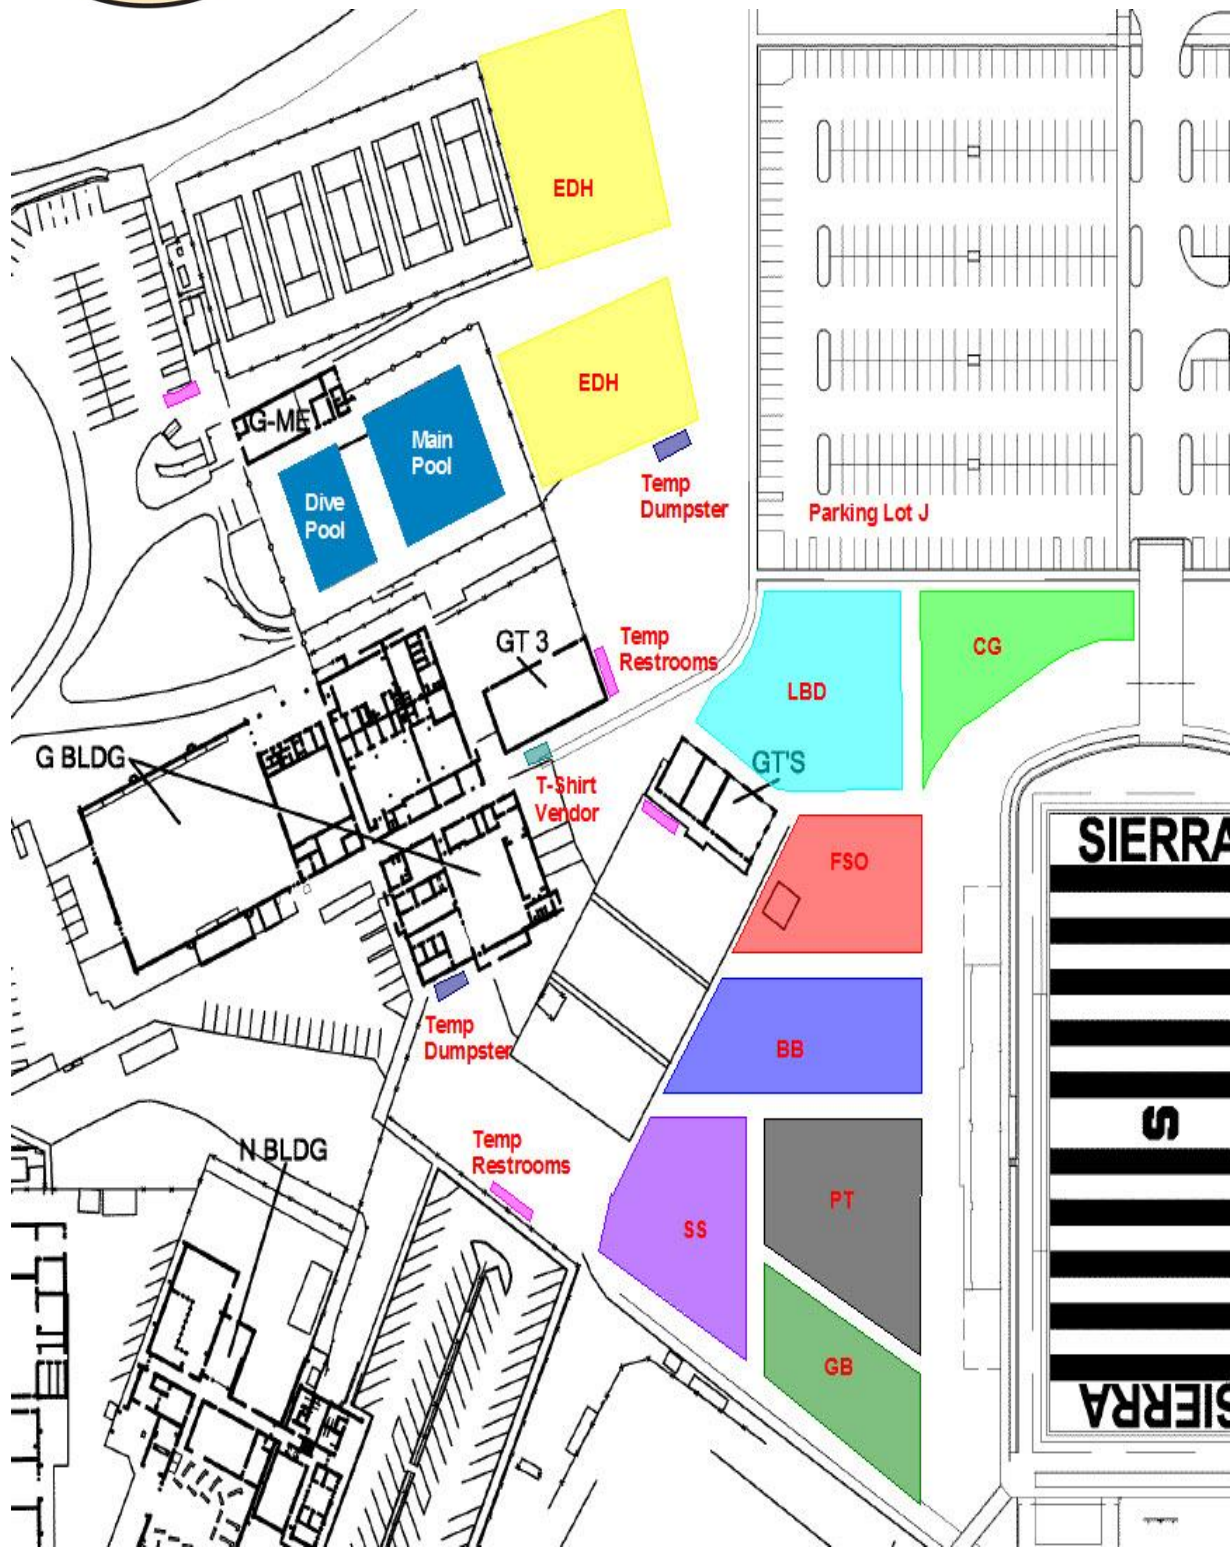 EDH
EDH
G-ME
Main
Pool
Dive
Pool
Temp
Dumpster
Parking Lot J
GT 3
Temp
Restrooms
CG
LBD
G BLDG
GT'S
T-Shirt
Vendor
SIERRA
FSO
Temp
Dumpster
BB
S
N BLDG
Temp
Restrooms
PT
SS
GB
SIERRA